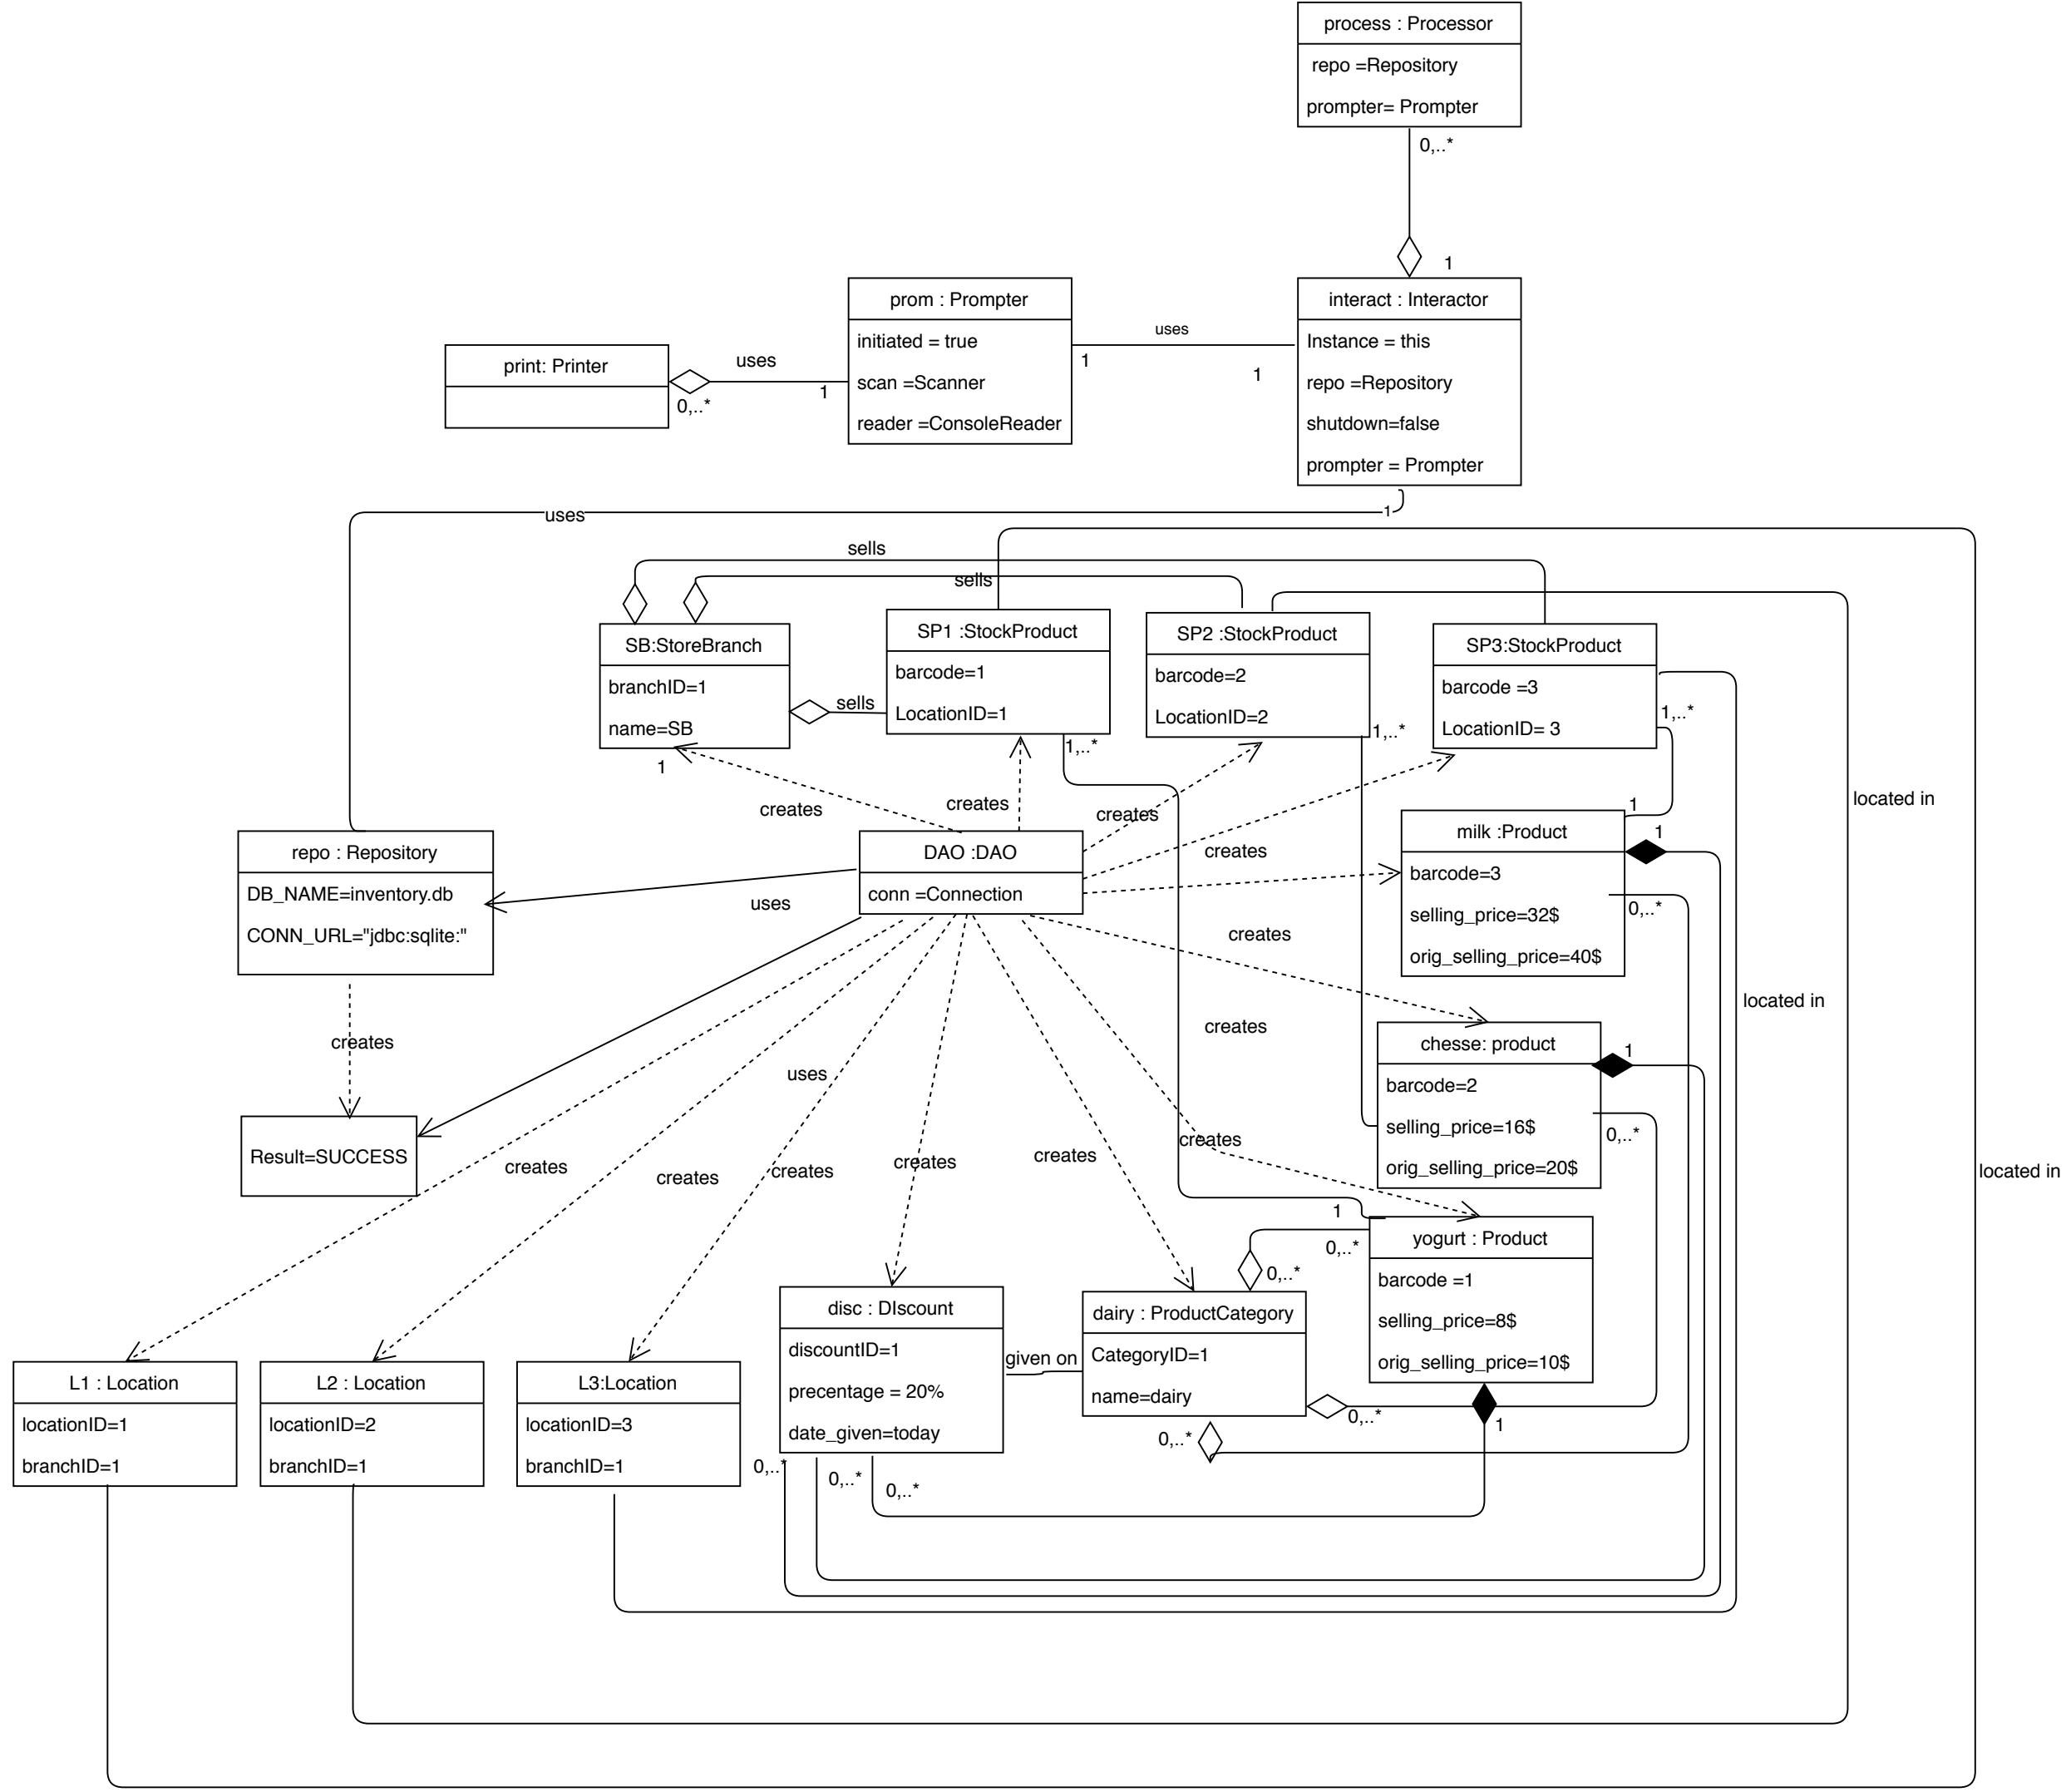 process : Processor
repo =Repository
prompter= Prompter
0,..*
1
interact : Interactor
Instance = this
repo =Repository
shutdown=false
prompter = Prompter
prom : Prompter
initiated = true
scan =Scanner
reader =ConsoleReader
uses
1
1
print: Printer
uses
0,..*
1
uses
1
sells
sells
SB:StoreBranch
branchID=1
name=SB
sells
1
SP1 :StockProduct
barcode=1
LocationID=1
1,..*
SP2 :StockProduct
barcode=2
LocationID=2
1,..*
SP3:StockProduct
barcode =3
LocationID= 3
1,..*
located in
creates
creates
creates
creates
repo : Repository
DB_NAME=inventory.db
CONN_URL="jdbc:sqlite:"
DAO :DAO
conn =Connection
uses
1
1
milk :Product
barcode=3
selling_price=32$
orig_selling_price=40$
0,..*
creates
located in
creates
creates
Result=SUCCESS
uses
1
chesse: product
barcode=2
selling_price=16$
orig_selling_price=20$
0,..*
creates
creates
creates
creates
creates
creates
located in
1
0,..*
0,..*
yogurt : Product
barcode =1
selling_price=8$
orig_selling_price=10$
1
L1 : Location
locationID=1
branchID=1
L2 : Location
locationID=2
branchID=1
L3:Location
locationID=3
branchID=1
disc : DIscount
discountID=1
precentage = 20%
date_given=today
given on
dairy : ProductCategory
CategoryID=1
name=dairy
0,..*
0,..*
0,..*
0,..*
0,..*